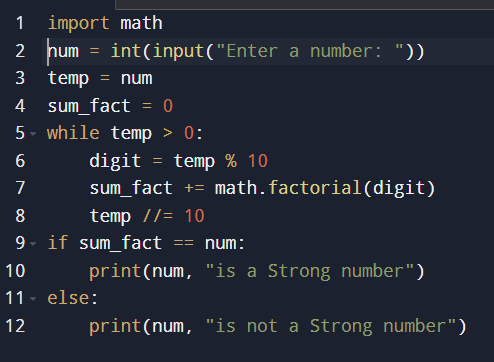 1 import math
2 num = int(input("Enter a number: "))
3 temp = num
4 sum_fact = 0
5 while temp > 0:
6     digit = temp % 10
7     sum_fact += math.factorial(digit)
8     temp //= 10
9 if sum_fact == num:
10     print(num, "is a Strong number")
11 else:
12     print(num, "is not a Strong number")